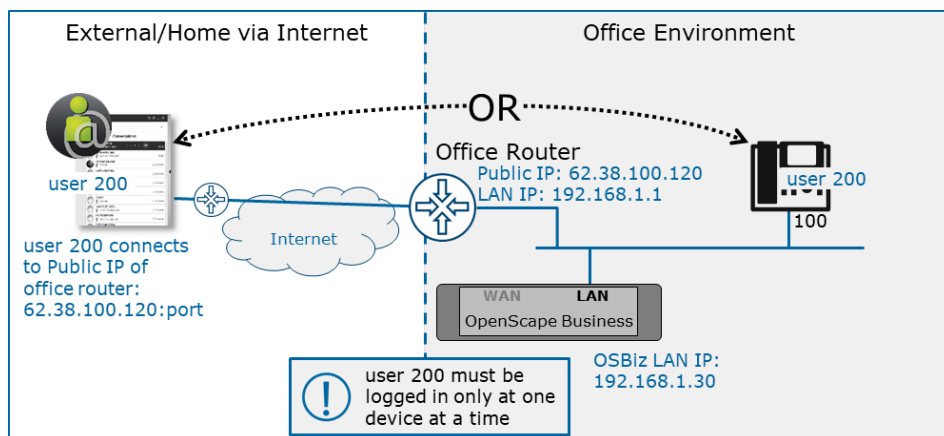 External/Home via Internet
Office Environment
OR
@
user 200
Office Router
Public IP: 62.38.100.120
LAN IP: 192.168.1.1
user 200
100
Internet
user 200 connects
to Public IP of
office router:
62.38.100.120:port
WAN LAN
OpenScape Business
OSBiz LAN IP:
192.168.1.30
user 200 must be
logged in only at one
device at a time